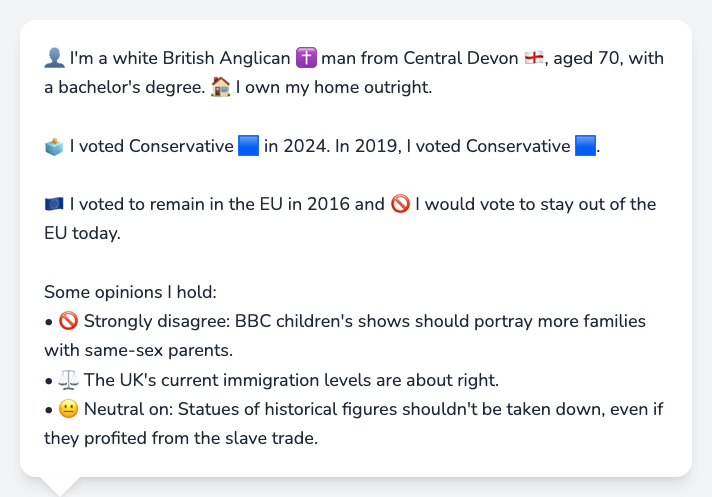 👤 I'm a white British Anglican ✝️ man from Central Devon 🏴󠁧󠁢󠁥󠁮󠁧󠁿, aged 70, with
a bachelor's degree. 🏠 I own my home outright.
🗳️ I voted Conservative 🟦 in 2024. In 2019, I voted Conservative 🟦.
🇪🇺 I voted to remain in the EU in 2016 and 🚫 I would vote to stay out of the
EU today.
Some opinions I hold:
• 🚫 Strongly disagree: BBC children's shows should portray more families
with same-sex parents.
• ⚖️ The UK's current immigration levels are about right.
• 😐 Neutral on: Statues of historical figures shouldn't be taken down, even if
they profited from the slave trade.